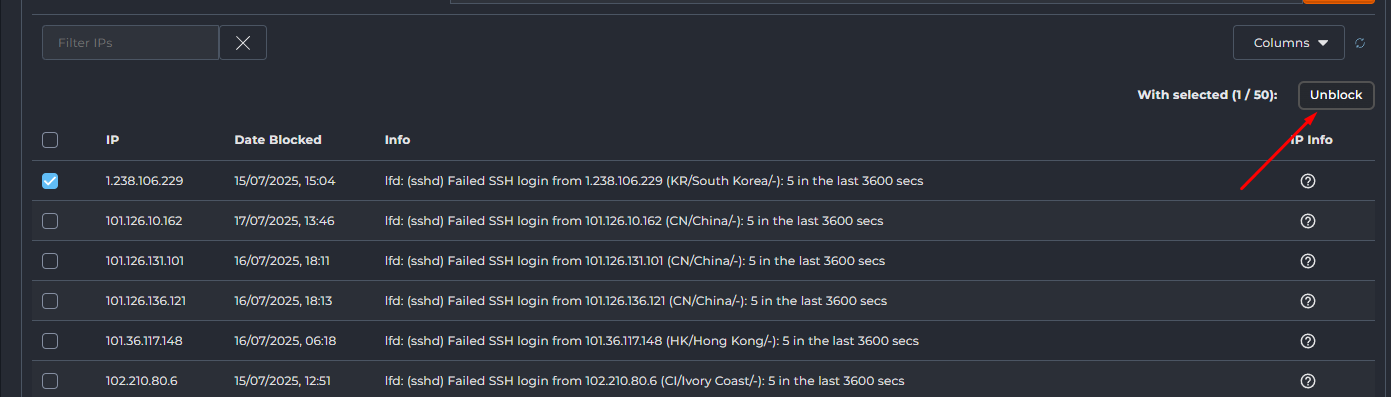 Filter IPs
Columns
With selected (1 / 50): Unblock
IP Date Blocked Info IP Info
1.238.106.229 15/07/2025, 15:04 lfd: (sshd) Failed SSH login from 1.238.106.229 (KR/South Korea/-): 5 in the last 3600 secs
101.126.10.162 17/07/2025, 13:46 lfd: (sshd) Failed SSH login from 101.126.10.162 (CN/China/-): 5 in the last 3600 secs
101.126.131.101 16/07/2025, 18:11 lfd: (sshd) Failed SSH login from 101.126.131.101 (CN/China/-): 5 in the last 3600 secs
101.126.136.121 16/07/2025, 18:13 lfd: (sshd) Failed SSH login from 101.126.136.121 (CN/China/-): 5 in the last 3600 secs
101.36.117.148 16/07/2025, 06:18 lfd: (sshd) Failed SSH login from 101.36.117.148 (HK/Hong Kong/-): 5 in the last 3600 secs
102.210.80.6 15/07/2025, 12:51 lfd: (sshd) Failed SSH login from 102.210.80.6 (CI/Ivory Coast/-): 5 in the last 3600 secs